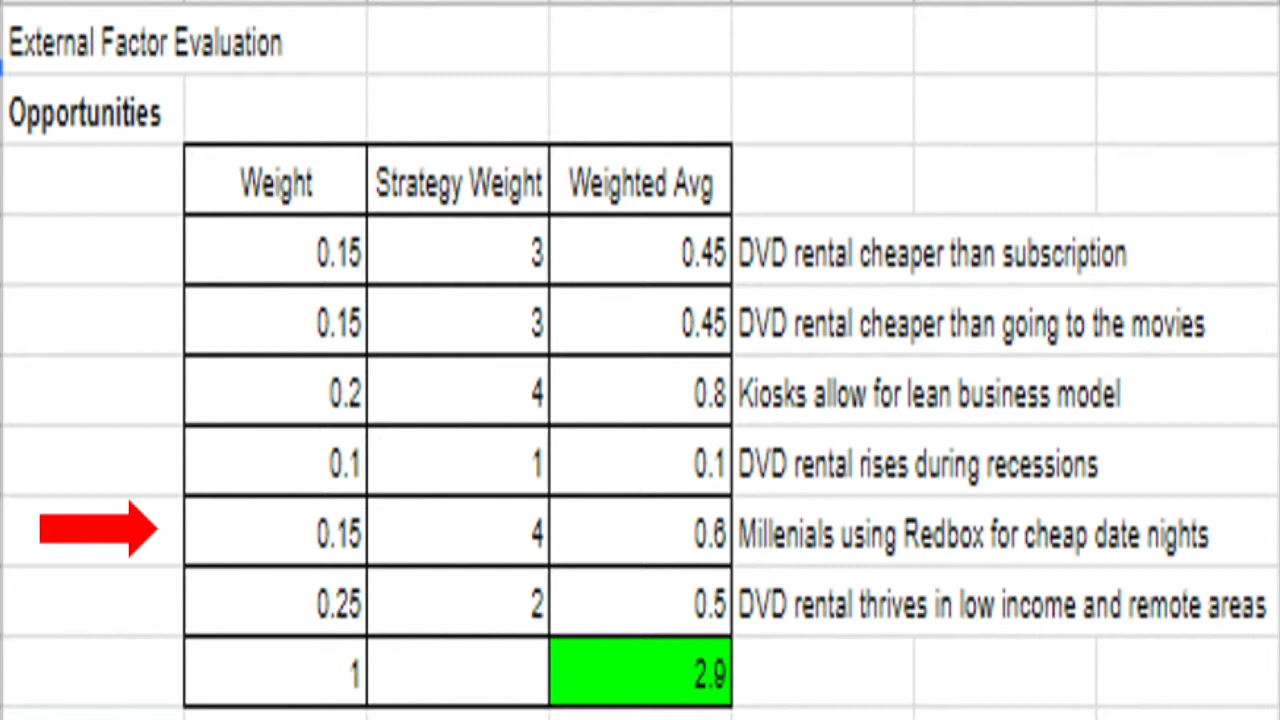 External Factor Evaluation
Opportunities
Weight Strategy Weight Weighted Avg
0.15 3 0.45 DVD rental cheaper than subscription
0.15 3 0.45 DVD rental cheaper than going to the movies
0.2 4 0.8 Kiosks allow for lean business model
0.1 1 0.1 DVD rental rises during recessions
0.15 4 0.6 Millenials using Redbox for cheap date nights
0.25 2 0.5 DVD rental thrives in low income and remote areas
1 2.9